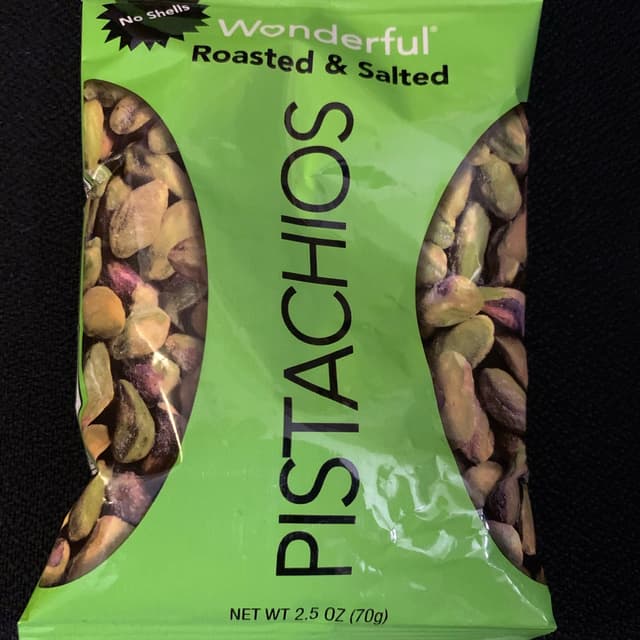 No Shells
Wonderful®
Roasted & Salted
PISTACHIOS
NET WT 2.5 OZ (70g)